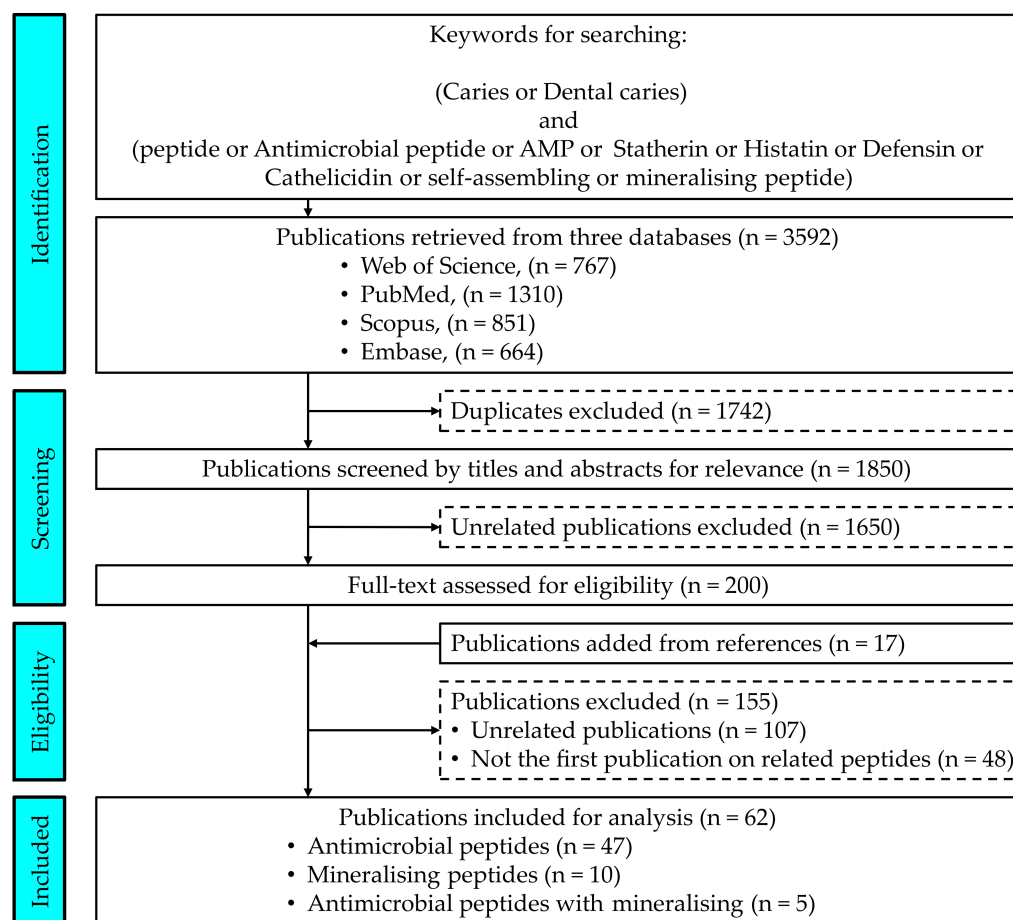 Identification
Keywords for searching:
(Caries or Dental caries)
and
(peptide or Antimicrobial peptide or AMP or Statherin or Histatin or Defensin or
Cathelicidin or self-assembling or mineralising peptide)
Publications retrieved from three databases (n = 3592)
• Web of Science, (n = 767)
• PubMed, (n = 1310)
• Scopus, (n = 851)
• Embase, (n = 664)
Screening
Duplicates excluded (n = 1742)
Publications screened by titles and abstracts for relevance (n = 1850)
Unrelated publications excluded (n = 1650)
Full-text assessed for eligibility (n = 200)
Eligibility
Publications added from references (n = 17)
Publications excluded (n = 155)
• Unrelated publications (n = 107)
• Not the first publication on related peptides (n = 48)
Included
Publications included for analysis (n = 62)
• Antimicrobial peptides (n = 47)
• Mineralising peptides (n = 10)
• Antimicrobial peptides with mineralising (n = 5)